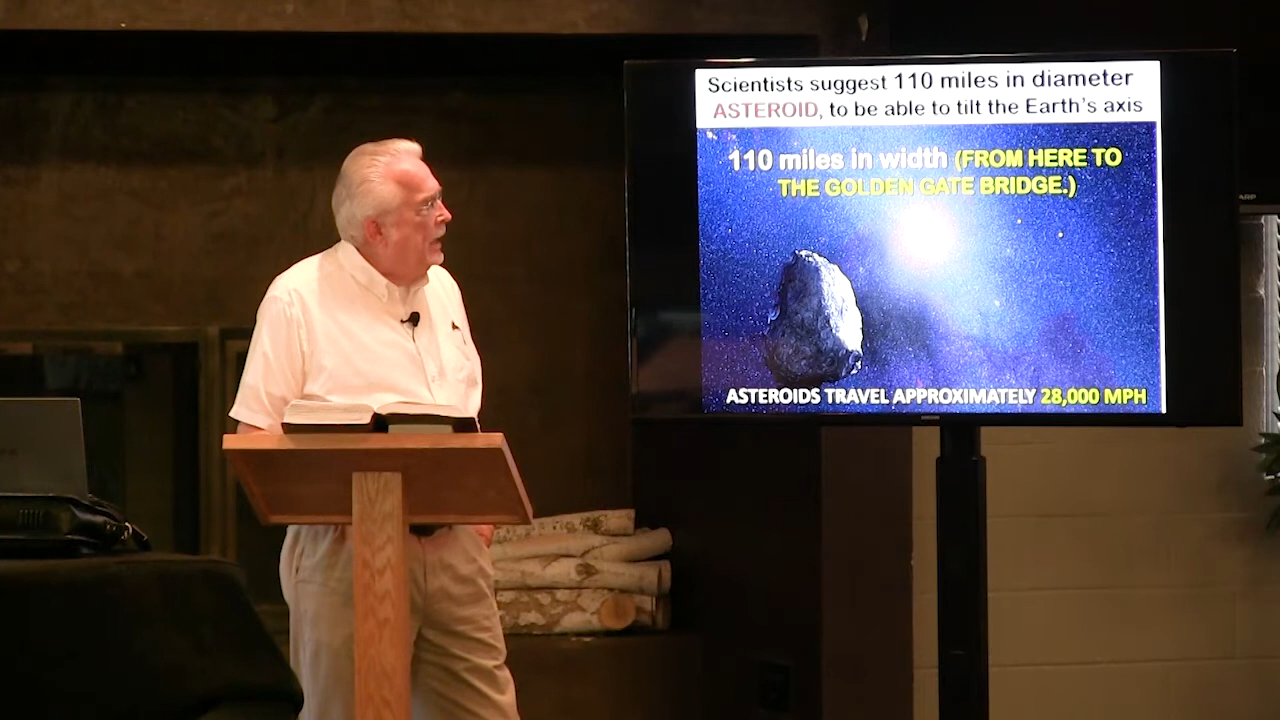 Scientists suggest 110 miles in diameter
ASTEROID, to be able to tilt the Earth's axis
110 miles in width (FROM HERE TO
THE GOLDEN GATE BRIDGE.)
ASTEROIDS TRAVEL APPROXIMATELY 28,000 MPH